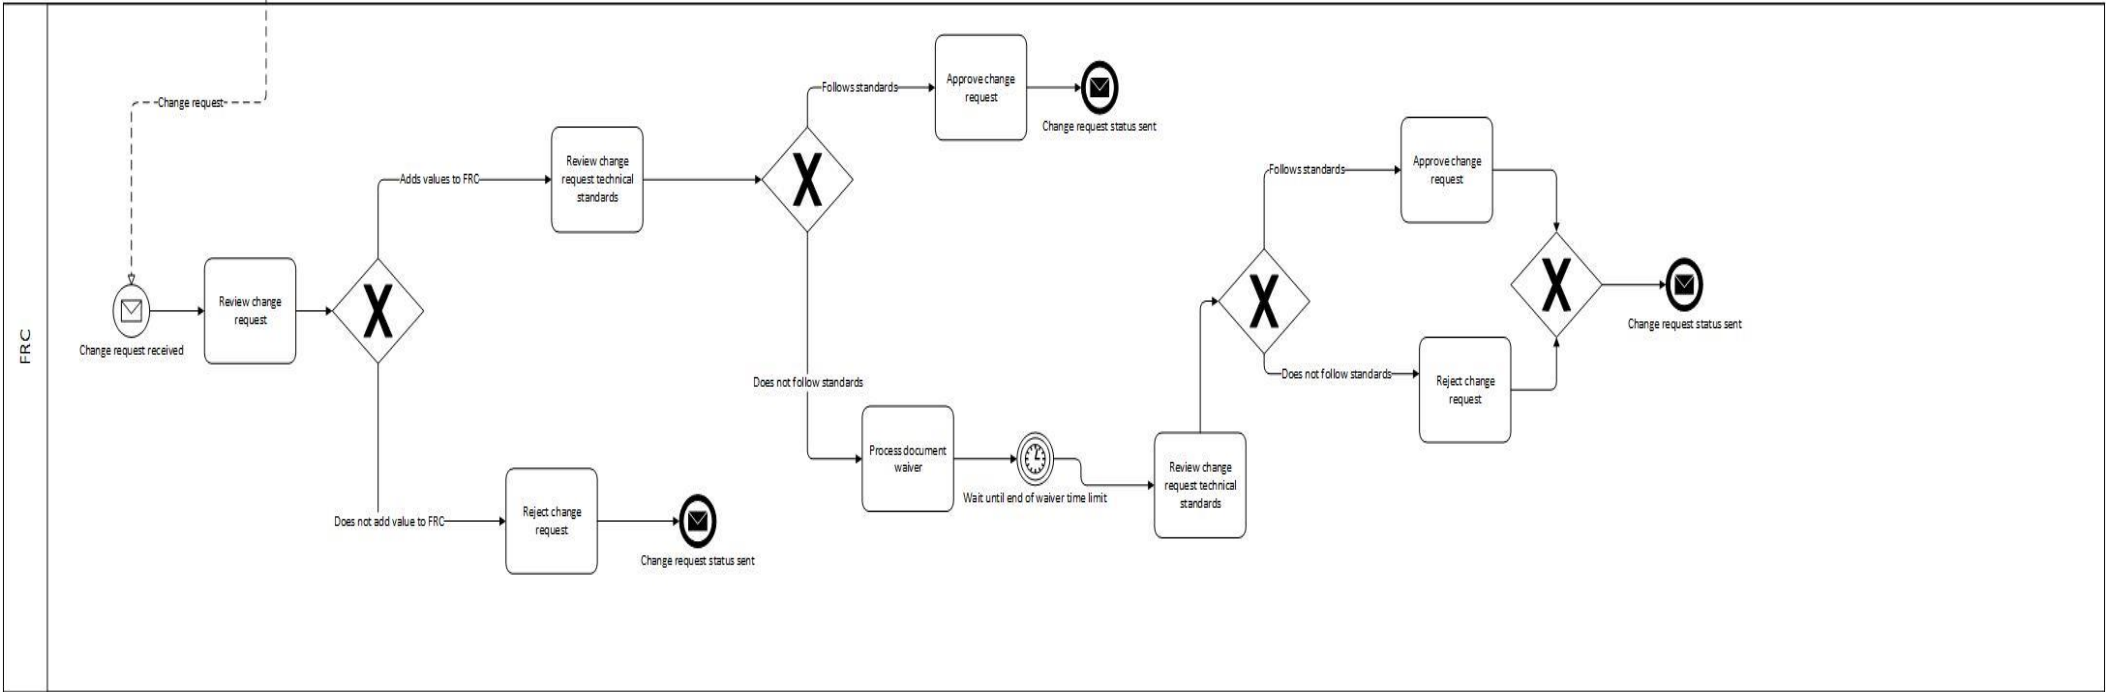 FRC
Change request
Change request received
Review change
request
Adds values to FRC
Does not add value to FRC
Review change
request technical
standards
Reject change
request
Change request status sent
Follows standards
Does not follow standards
Approve change
request
Change request status sent
Process document
waiver
Wait until end of waiver time limit
Review change
request technical
standards
Follows standards
Does not follow standards
Approve change
request
Reject change
request
Change request status sent